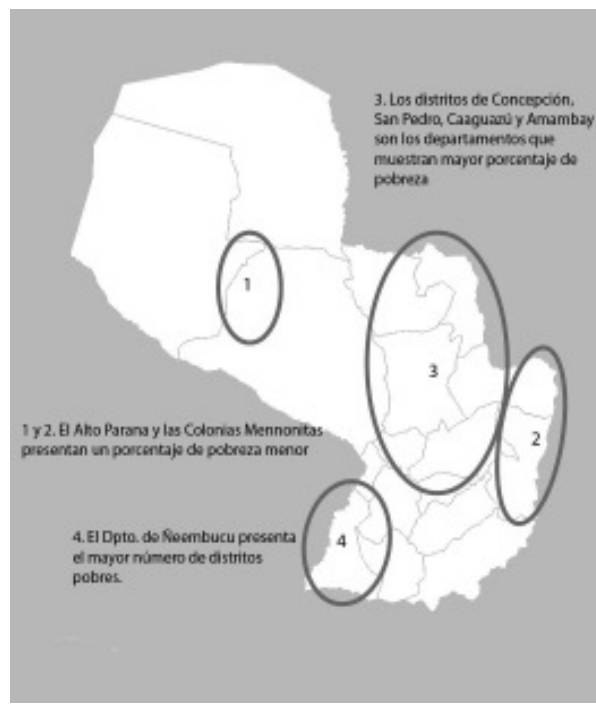 3. Los distritos de Concepción,
San Pedro, Caaguazú y Amambay
son los departamentos que
muestran mayor porcentaje de
pobreza
1
3
2
1 y 2. El Alto Parana y las Colonias Mennonitas
presentan un porcentaje de pobreza menor
4. El Dpto. de Ñeembucu presenta
el mayor número de distritos
pobres.
4